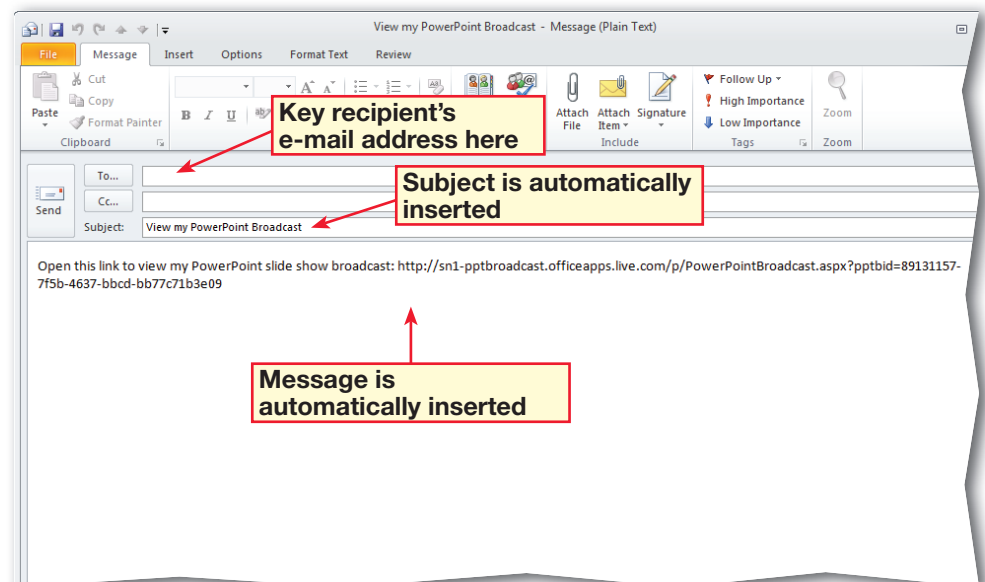 View my PowerPoint Broadcast - Message (Plain Text)
File Message Insert Options Format Text Review
Cut
Copy
Format Painter
Paste
Clipboard
B I U
Attach File
Attach Item
Signature
Include
Follow Up
High Importance
Low Importance
Tags
Zoom
Zoom
Key recipient's
e-mail address here
Send
To...
Cc...
Subject: View my PowerPoint Broadcast
Subject is automatically
inserted
Open this link to view my PowerPoint slide show broadcast: http://sn1-pptbroadcast.officeapps.live.com/p/PowerPointBroadcast.aspx?pptbid=89131157-
7f5b-4637-bbcd-bb77c71b3e09
Message is
automatically inserted